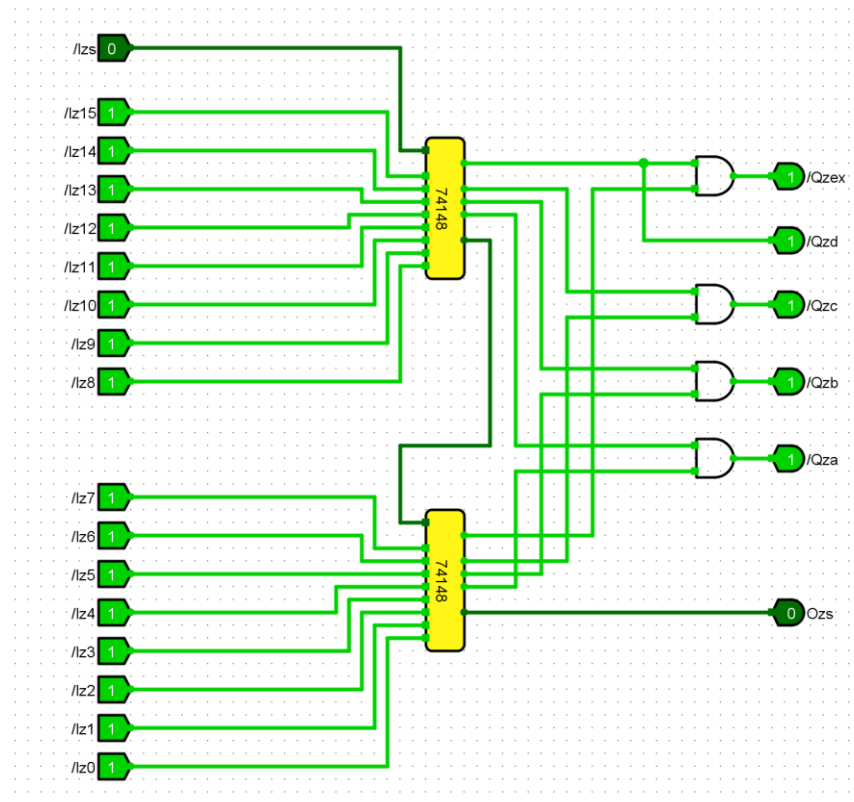 /Izs 0
/Iz15 1
/Iz14 1
/Iz13 1
/Iz12 1
/Iz11 1
/Iz10 1
/Iz9 1
/Iz8 1
74148
1 /Qzex
1 /Qzd
1 /Qzc
1 /Qzb
1 /Qza
/Iz7 1
/Iz6 1
/Iz5 1
/Iz4 1
/Iz3 1
/Iz2 1
/Iz1 1
/Iz0 1
74148
0 Ozs